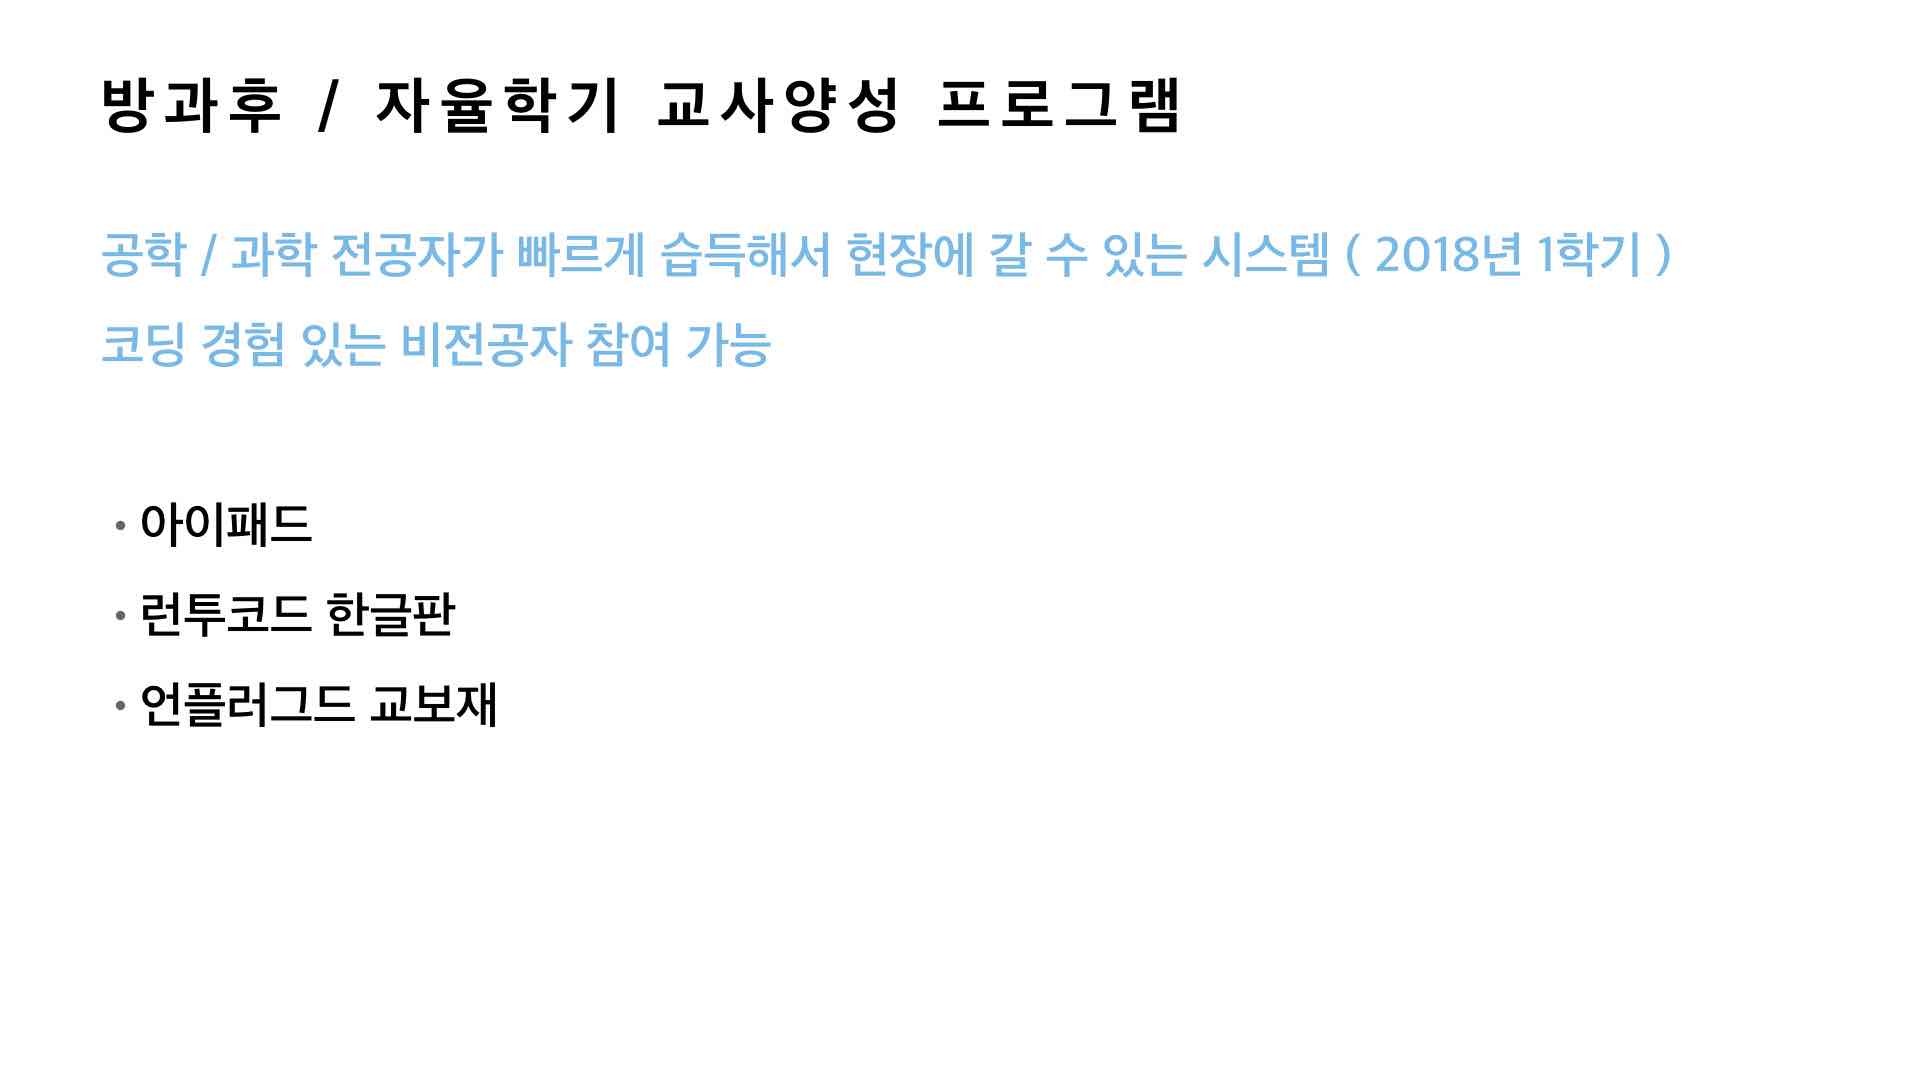 방과후 / 자율학기 교사양성 프로그램
공학 / 과학 전공자가 빠르게 습득해서 현장에 갈 수 있는 시스템 ( 2018년 1학기 )
코딩 경험 있는 비전공자 참여 가능
• 아이패드
• 런투코드 한글판
• 언플러그드 교보재